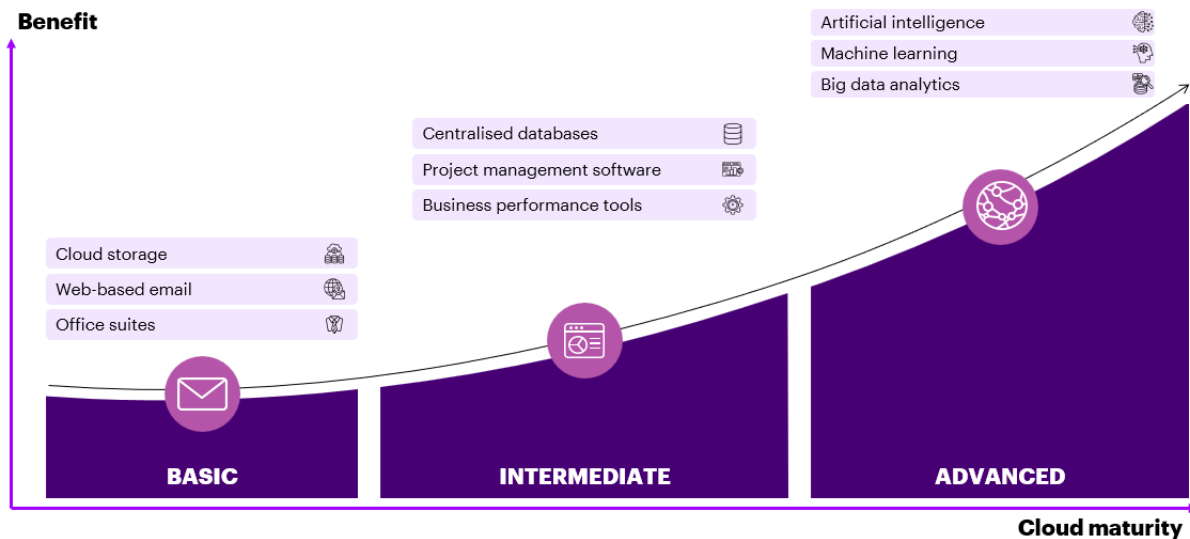 Benefit
Artificial intelligence
Machine learning
Big data analytics
Centralised databases
Project management software
Business performance tools
Cloud storage
Web-based email
Office suites
BASIC
INTERMEDIATE
ADVANCED
Cloud maturity